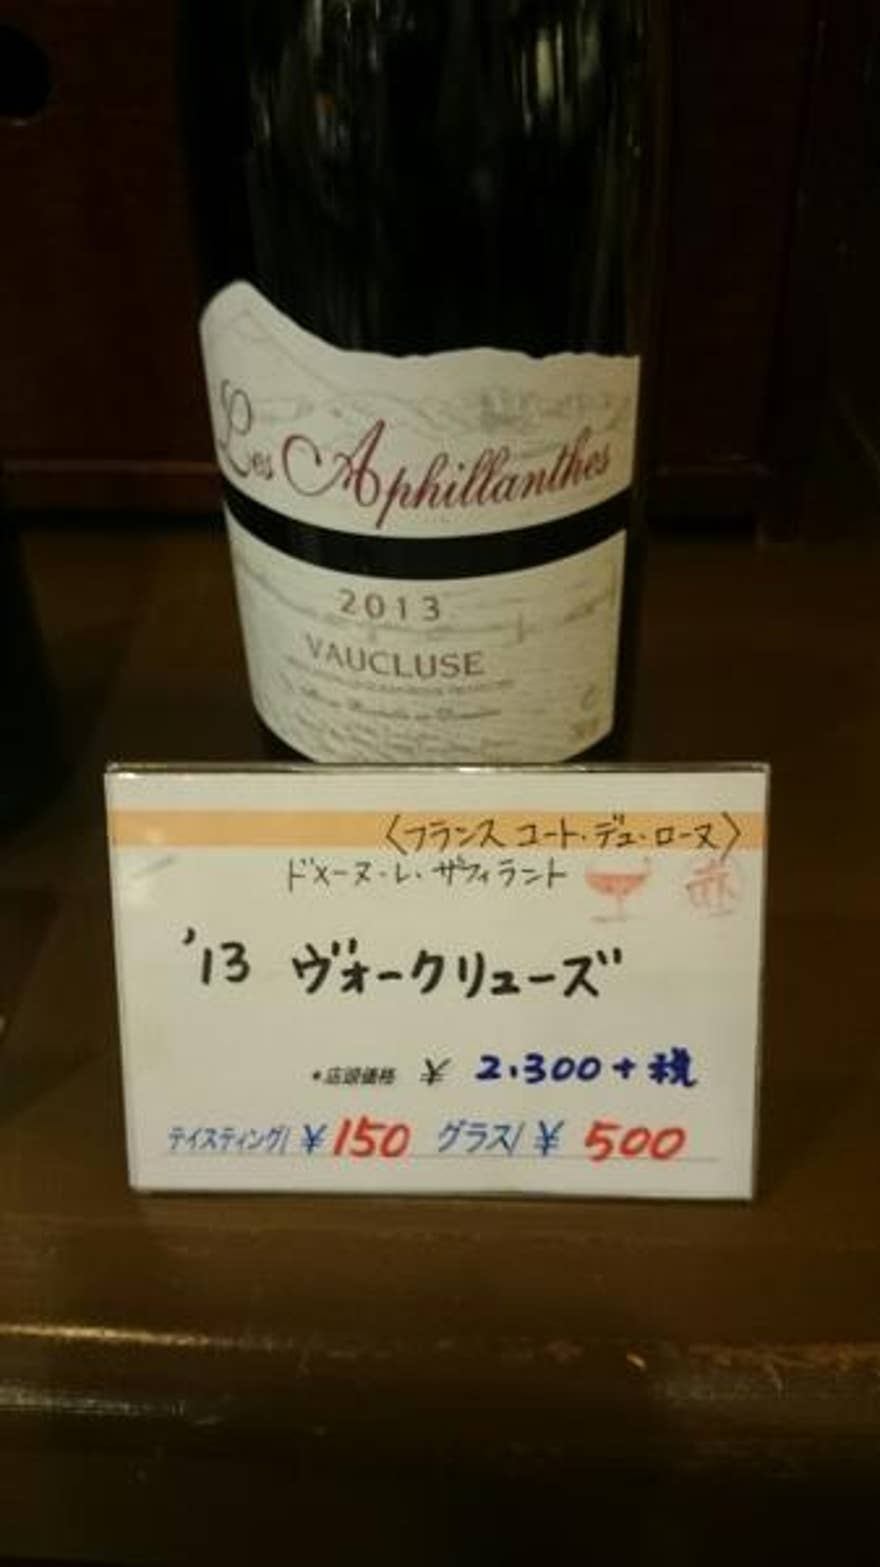 Les Aphillanthes
2013
VAUCLUSE
〈フランス コート・デュ・ローヌ〉
ドメーヌ・レ・ザフィラント
赤
'13 ヴォークリューズ
*店頭価格 ¥ 2,300+税
テイスティング/¥150 グラス/¥500